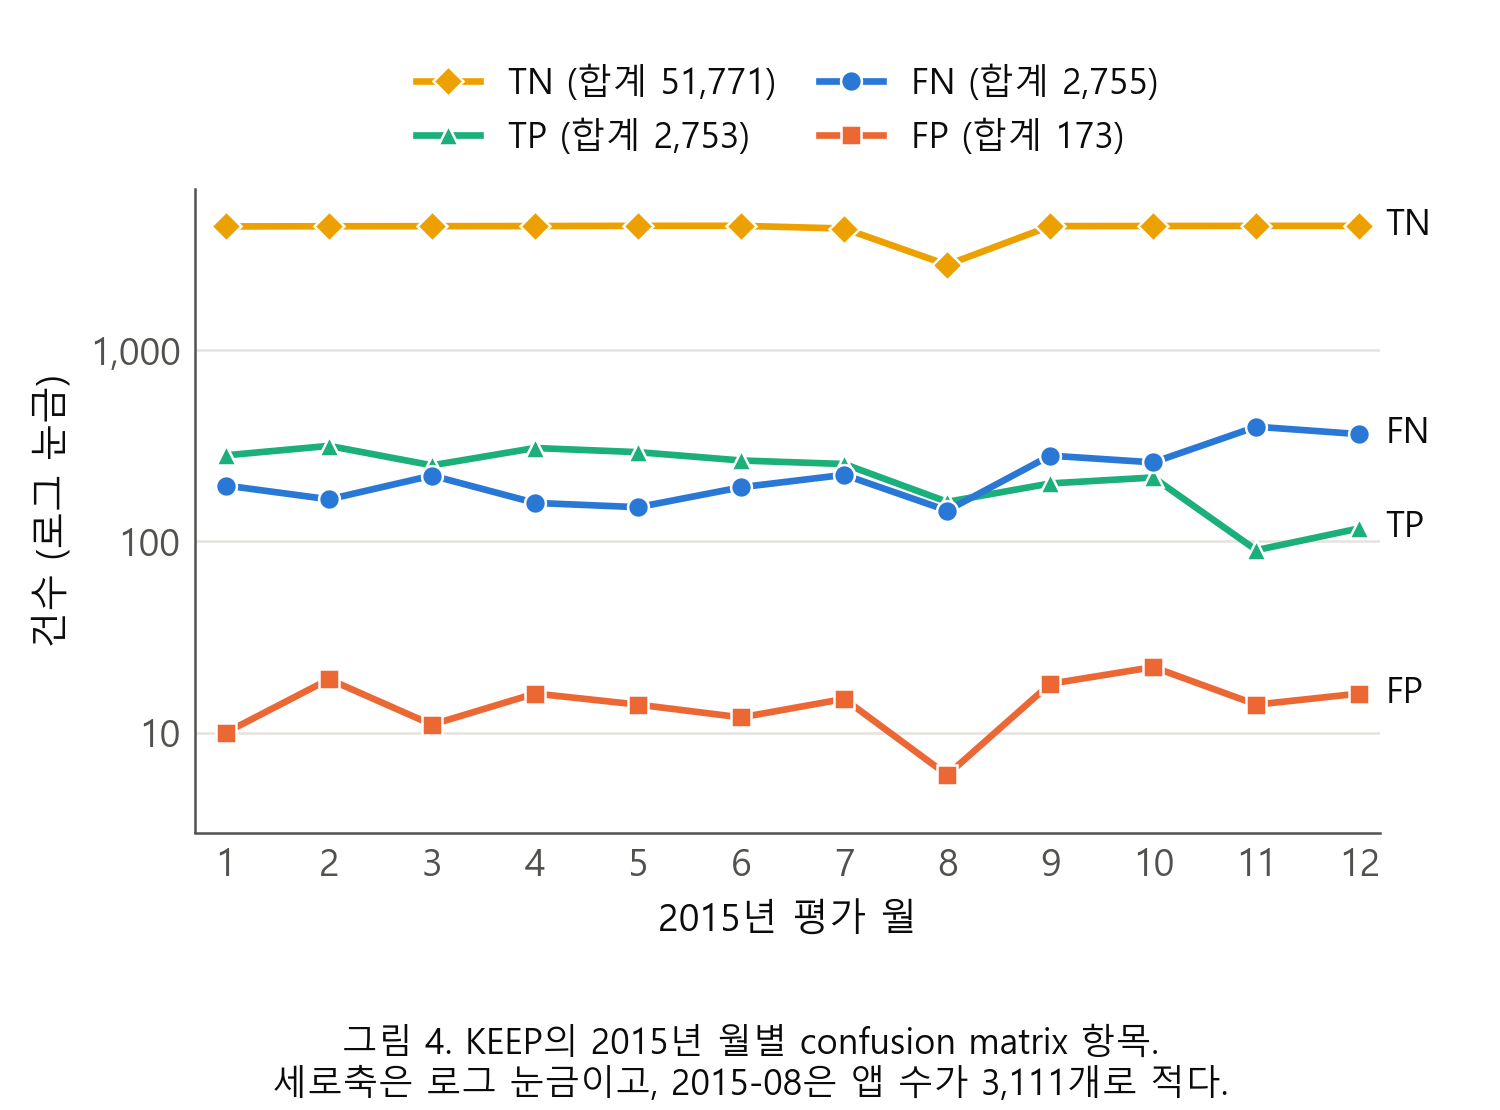 TN (합계 51,771)
FN (합계 2,755)
TP (합계 2,753)
FP (합계 173)
건수 (로그 눈금)
1,000
100
10
TN
FN
TP
FP
1 2 3 4 5 6 7 8 9 10 11 12
2015년 평가 월
그림 4. KEEP의 2015년 월별 confusion matrix 항목.
세로축은 로그 눈금이고, 2015-08은 앱 수가 3,111개로 적다.